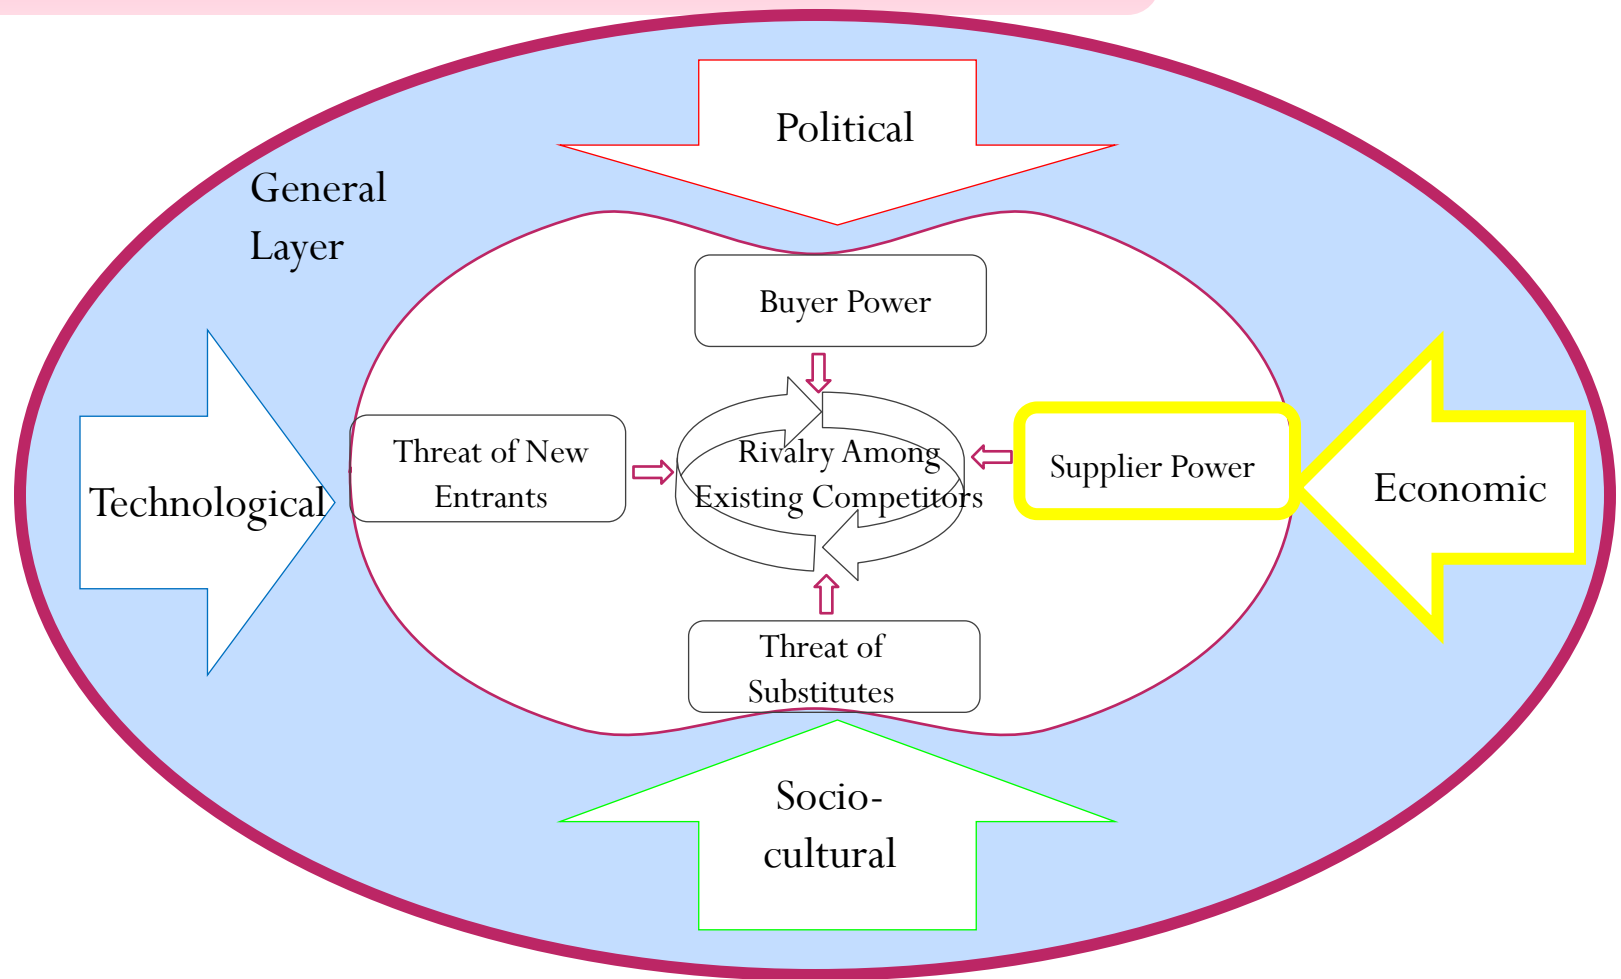 Political
General
Layer
Buyer Power
Threat of New
Entrants
Rivalry Among
Existing Competitors
Supplier Power
Technological
Economic
Threat of
Substitutes
Socio-
cultural